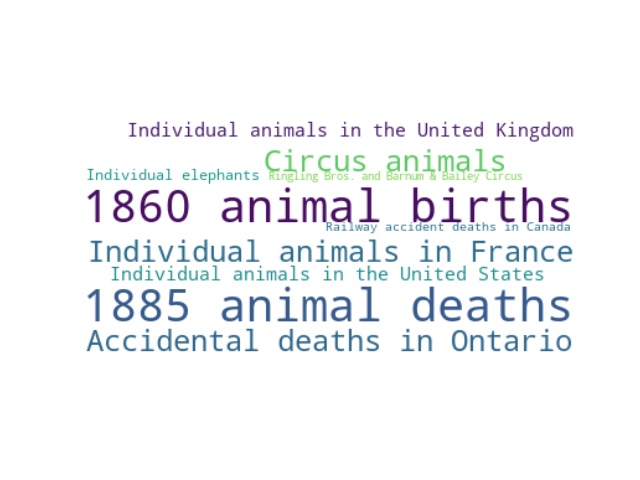 Individual animals in the United Kingdom
Circus animals
Individual elephants
Ringling Bros. and Barnum & Bailey Circus
1860 animal births
Railway accident deaths in Canada
Individual animals in France
Individual animals in the United States
1885 animal deaths
Accidental deaths in Ontario